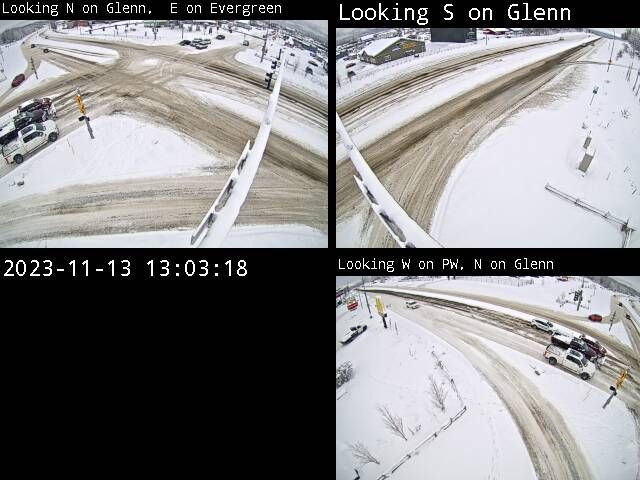 Looking N on Glenn,  E on Evergreen
Looking S on Glenn
2023-11-13 13:03:18
Looking W on PW, N on Glenn